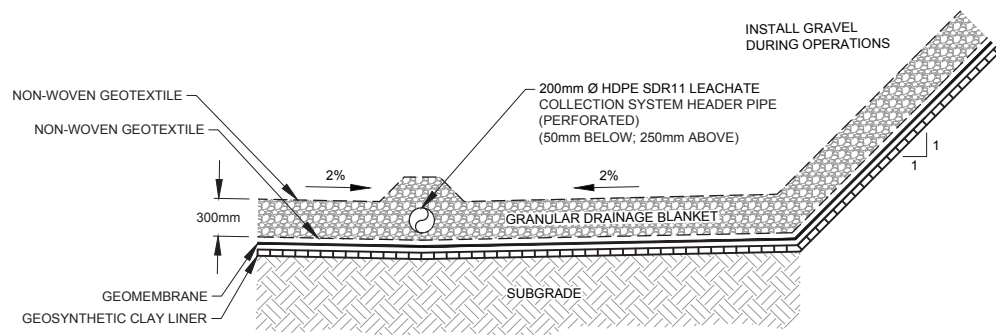 INSTALL GRAVEL
DURING OPERATIONS
200mm Ø HDPE SDR11 LEACHATE
COLLECTION SYSTEM HEADER PIPE
(PERFORATED)
(50mm BELOW; 250mm ABOVE)
NON-WOVEN GEOTEXTILE
NON-WOVEN GEOTEXTILE
1
1
2%
2%
300mm
GRANULAR DRAINAGE BLANKET
GEOMEMBRANE
SUBGRADE
GEOSYNTHETIC CLAY LINER